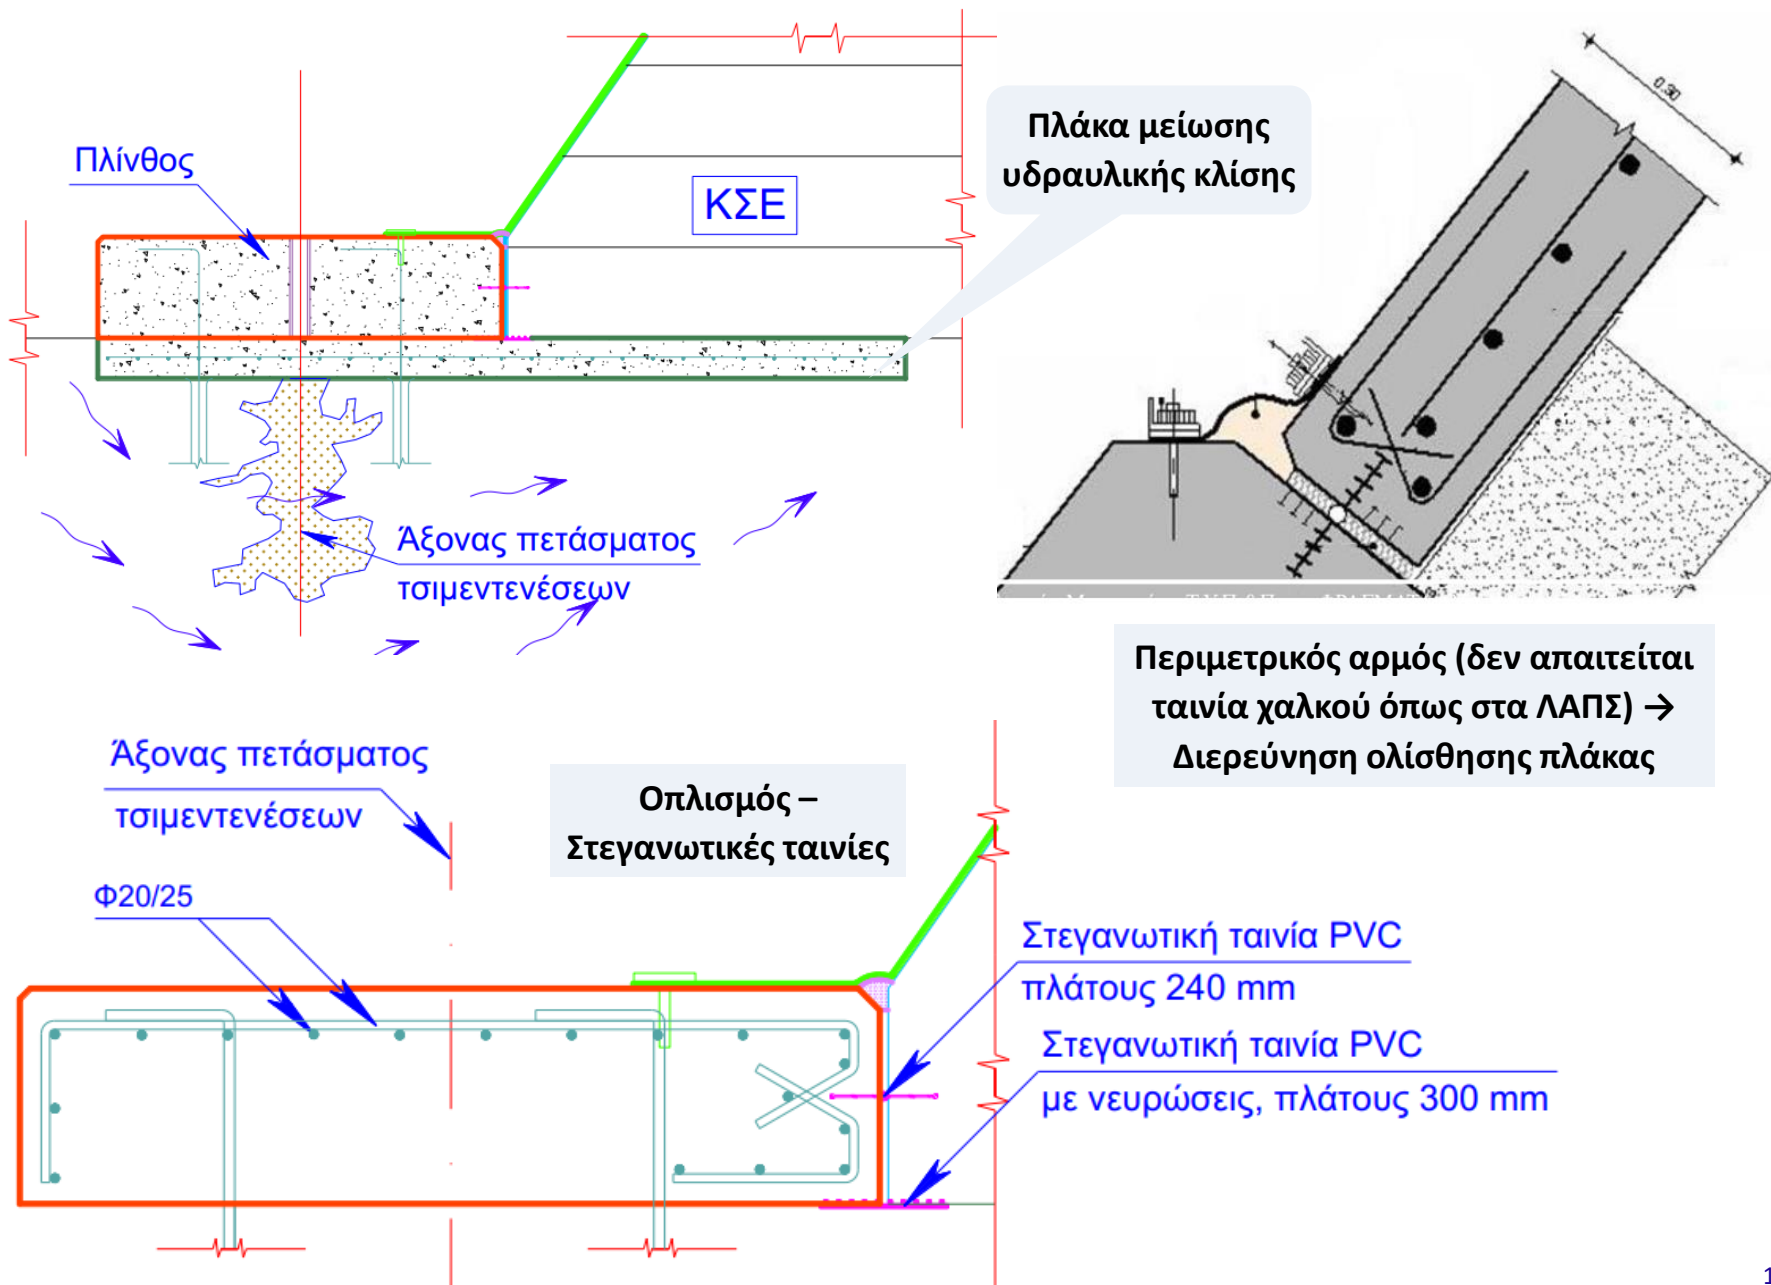 Πλίνθος
ΚΣΕ
Πλάκα μείωσης
υδραυλικής κλίσης
0.30
Άξονας πετάσματος
τσιμεντενέσεων
Περιμετρικός αρμός (δεν απαιτείται
ταινία χαλκού όπως στα ΛΑΠΣ) →
Διερεύνηση ολίσθησης πλάκας
Άξονας πετάσματος
τσιμεντενέσεων
Οπλισμός –
Στεγανωτικές ταινίες
Φ20/25
Στεγανωτική ταινία PVC
πλάτους 240 mm
Στεγανωτική ταινία PVC
με νευρώσεις, πλάτους 300 mm
1